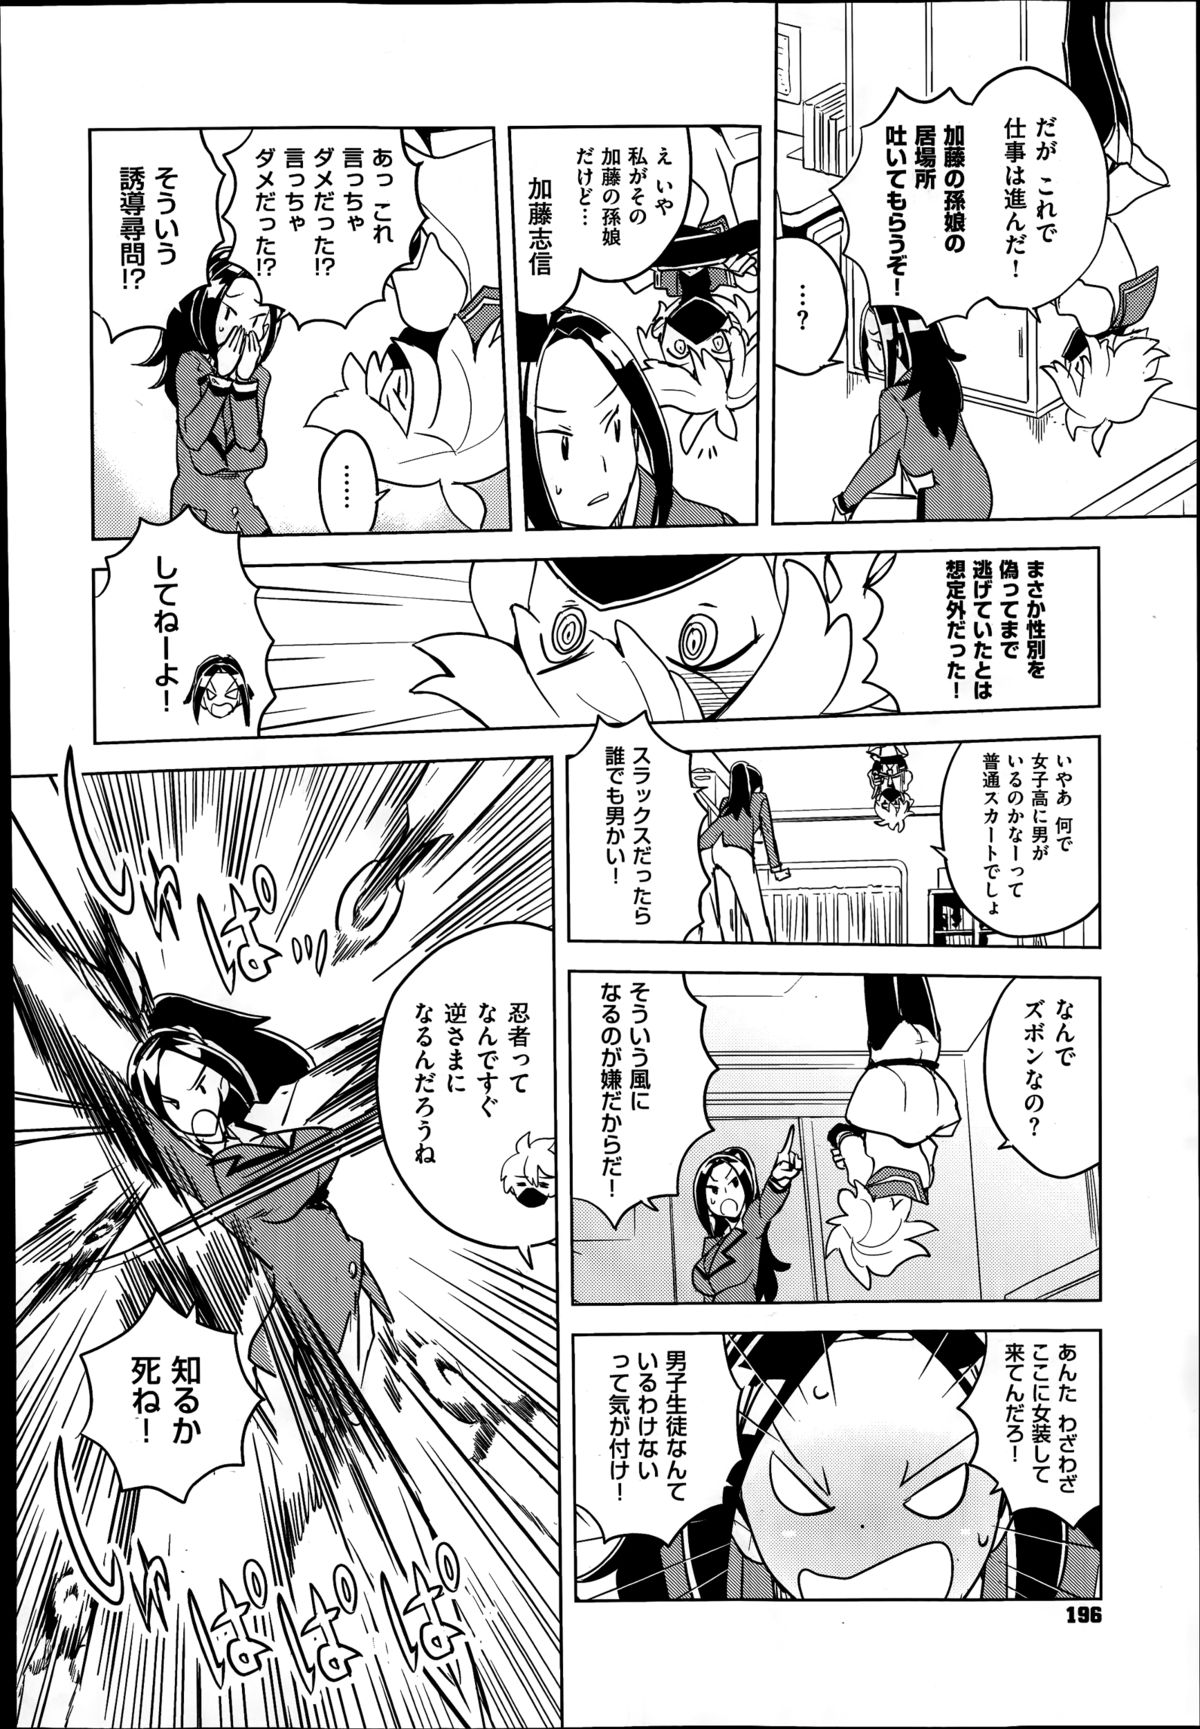 だが これで
仕事は進んだ！
加藤の孫娘の
居場所
吐いてもらうぞ！
…？
え いや
私がその
加藤の孫娘
だけど…
加藤志信
あっ これ
言っちゃ
ダメだった!?
言っちゃ
ダメだった!?
そういう
誘導尋問!?
……
まさか性別を
偽ってまで
逃げていたとは
想定外だった！
してねーよ！
いやあ 何で
女子高に男が
いるのかなーって
普通スカートでしょ
スラックスだったら
誰でも男かい！
なんで
ズボンなの？
そういう風に
なるのが嫌だからだ！
あんた わざわざ
ここに女装して
来てんだろ！
男子生徒なんて
いるわけない
って気が付け！
忍者って
なんですぐ
逆さまに
なるんだろうね
知るか
死ね！
しゅぱッ
しゅぱぱぱッ
196